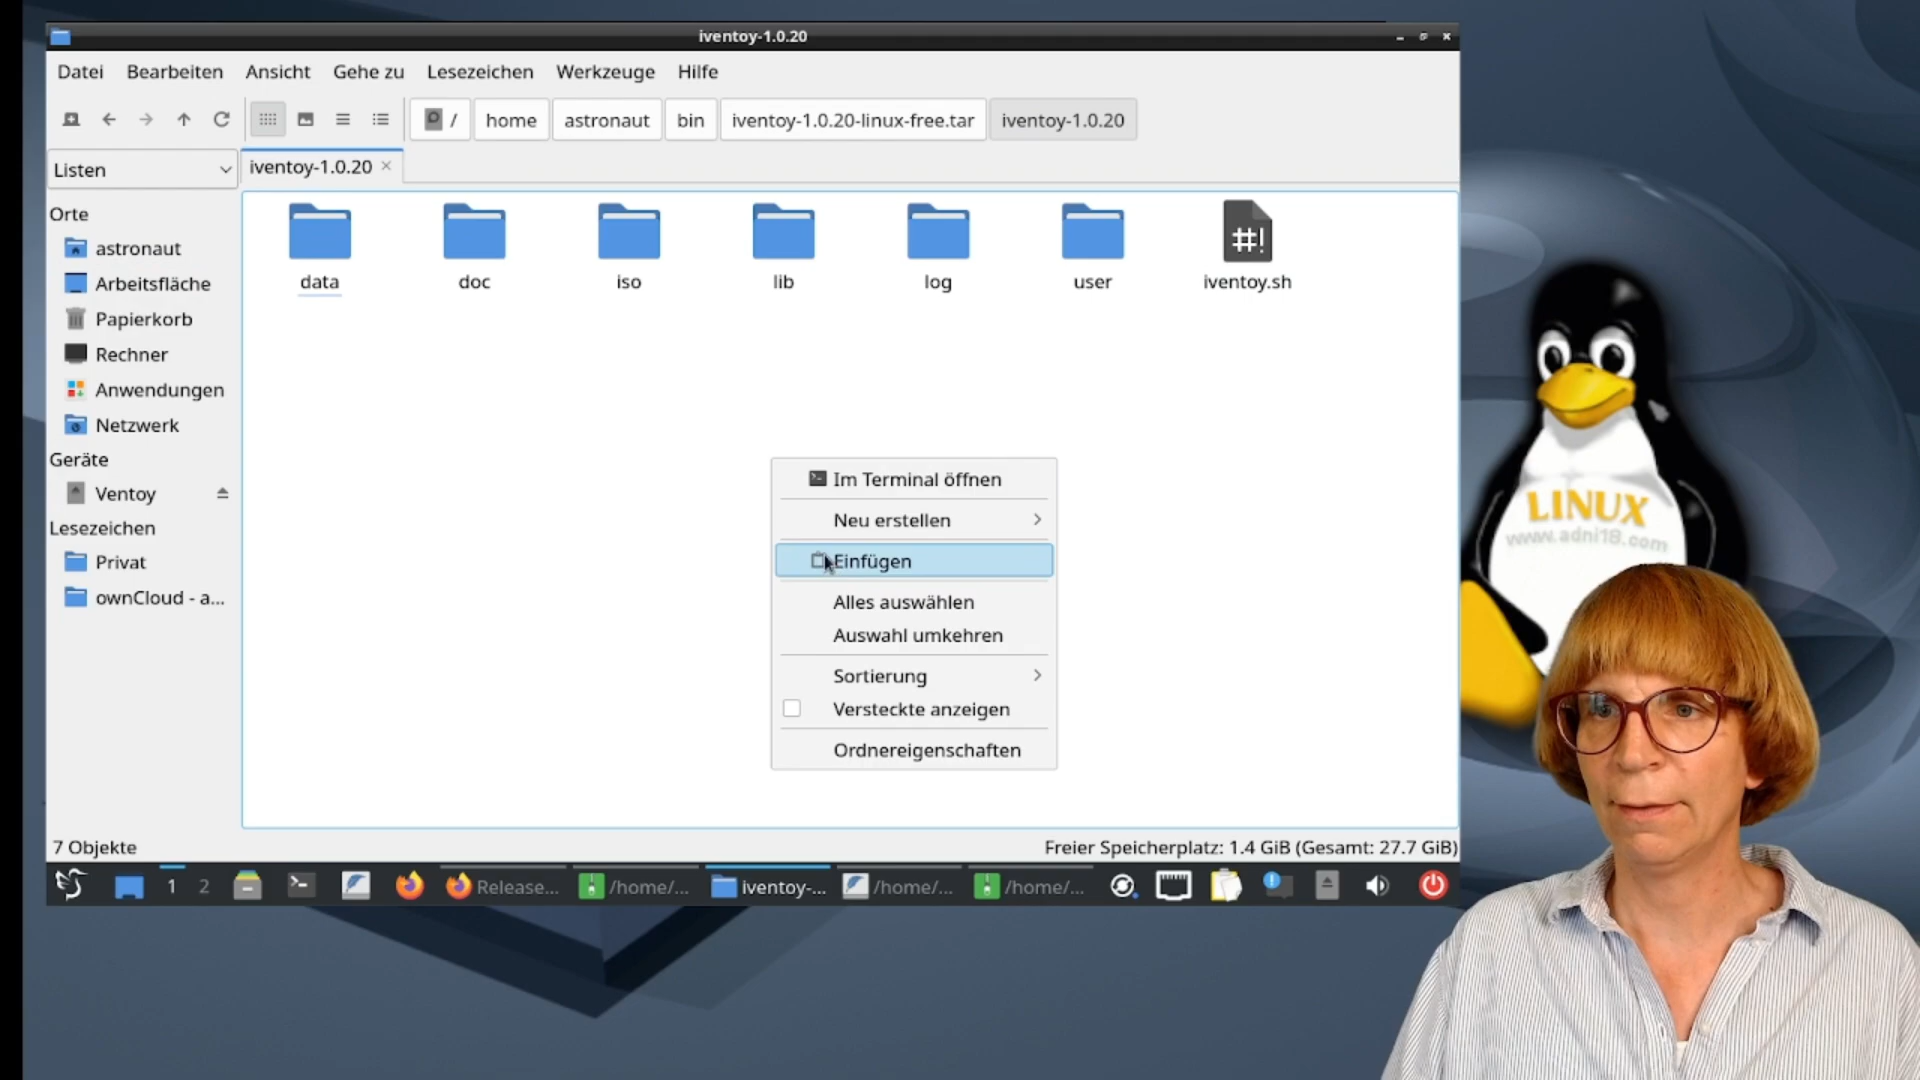 iventoy-1.0.20
Datei Bearbeiten Ansicht Gehe zu Lesezeichen Werkzeuge Hilfe
/ home astronaut bin iventoy-1.0.20-linux-free.tar iventoy-1.0.20
Listen
iventoy-1.0.20
Orte
astronaut
Arbeitsfläche
Papierkorb
Rechner
Anwendungen
Netzwerk
Geräte
Ventoy
Lesezeichen
Privat
ownCloud - a...
data doc iso lib log user iventoy.sh
#!
Im Terminal öffnen
Neu erstellen
Einfügen
Alles auswählen
Auswahl umkehren
Sortierung
Versteckte anzeigen
Ordnereigenschaften
7 Objekte
Freier Speicherplatz: 1.4 GiB (Gesamt: 27.7 GiB)
1 2 Release... /home/... iventoy-... /home/... /home/...
LINUX
www.adni18.com